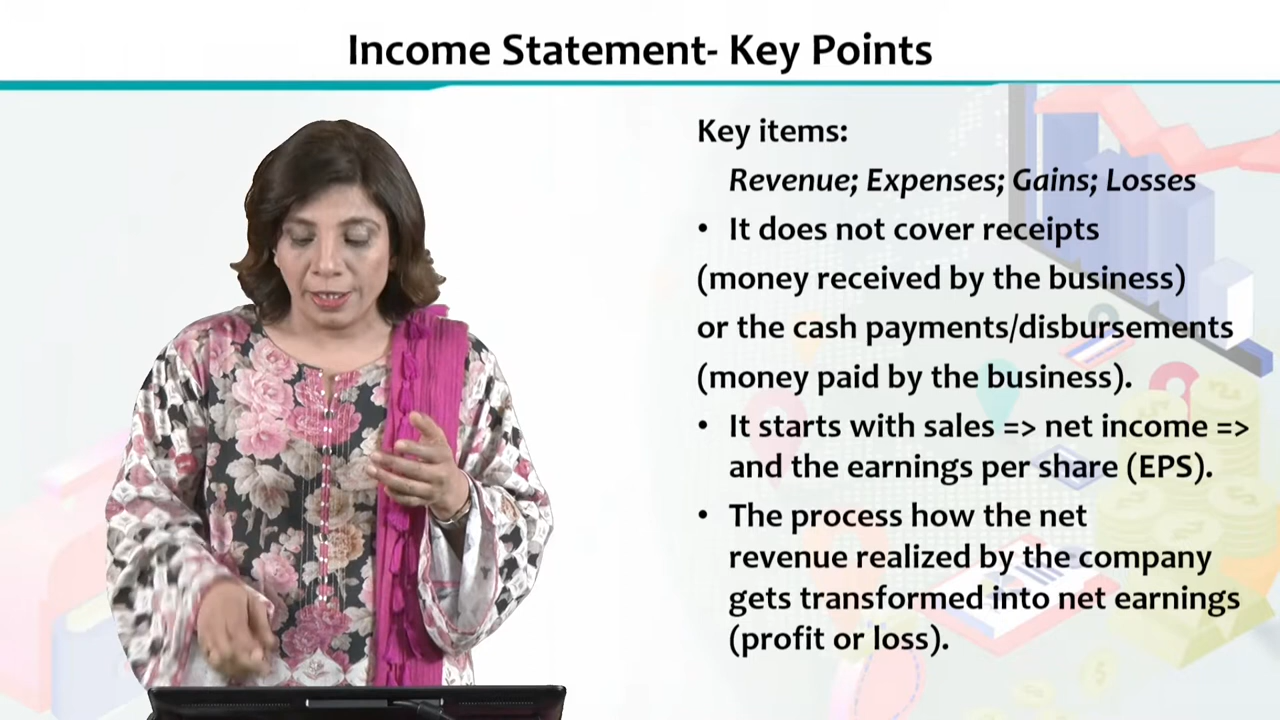 Income Statement- Key Points
Key items:
Revenue; Expenses; Gains; Losses
• It does not cover receipts
(money received by the business)
or the cash payments/disbursements
(money paid by the business).
• It starts with sales => net income =>
and the earnings per share (EPS).
• The process how the net
revenue realized by the company
gets transformed into net earnings
(profit or loss).